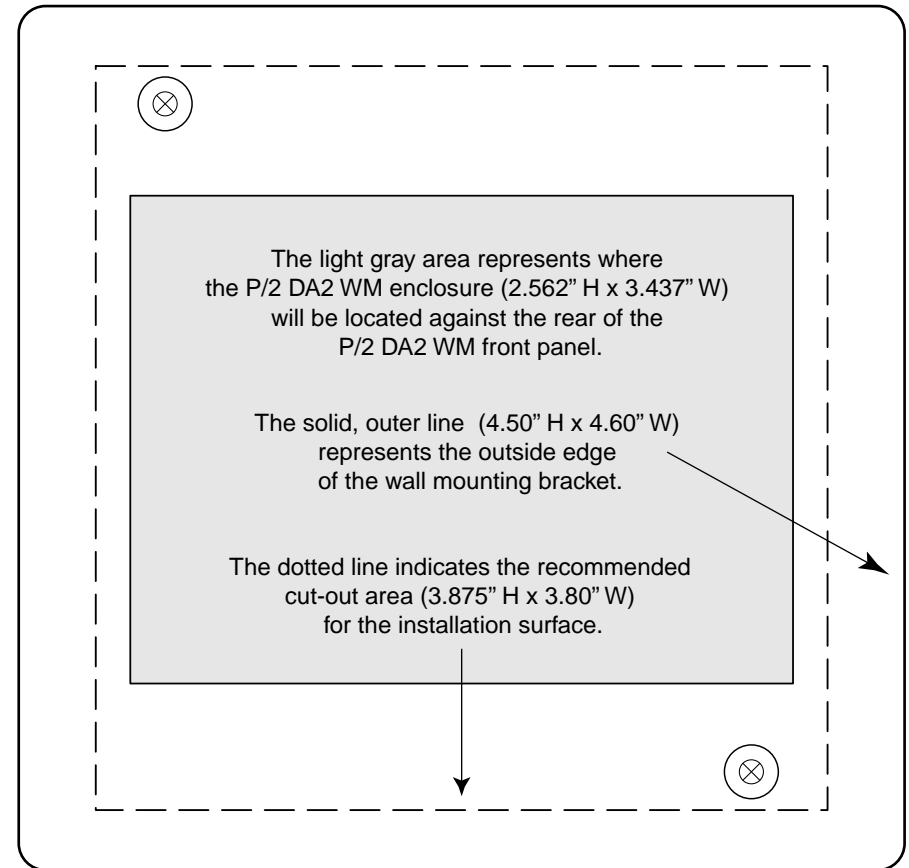 The light gray area represents where
the P/2 DA2 WM enclosure (2.562” H x 3.437” W)
will be located against the rear of the
P/2 DA2 WM front panel.
The solid, outer line  (4.50” H x 4.60” W)
represents the outside edge
of the wall mounting bracket.
The dotted line indicates the recommended
cut-out area (3.875” H x 3.80” W)
for the installation surface.